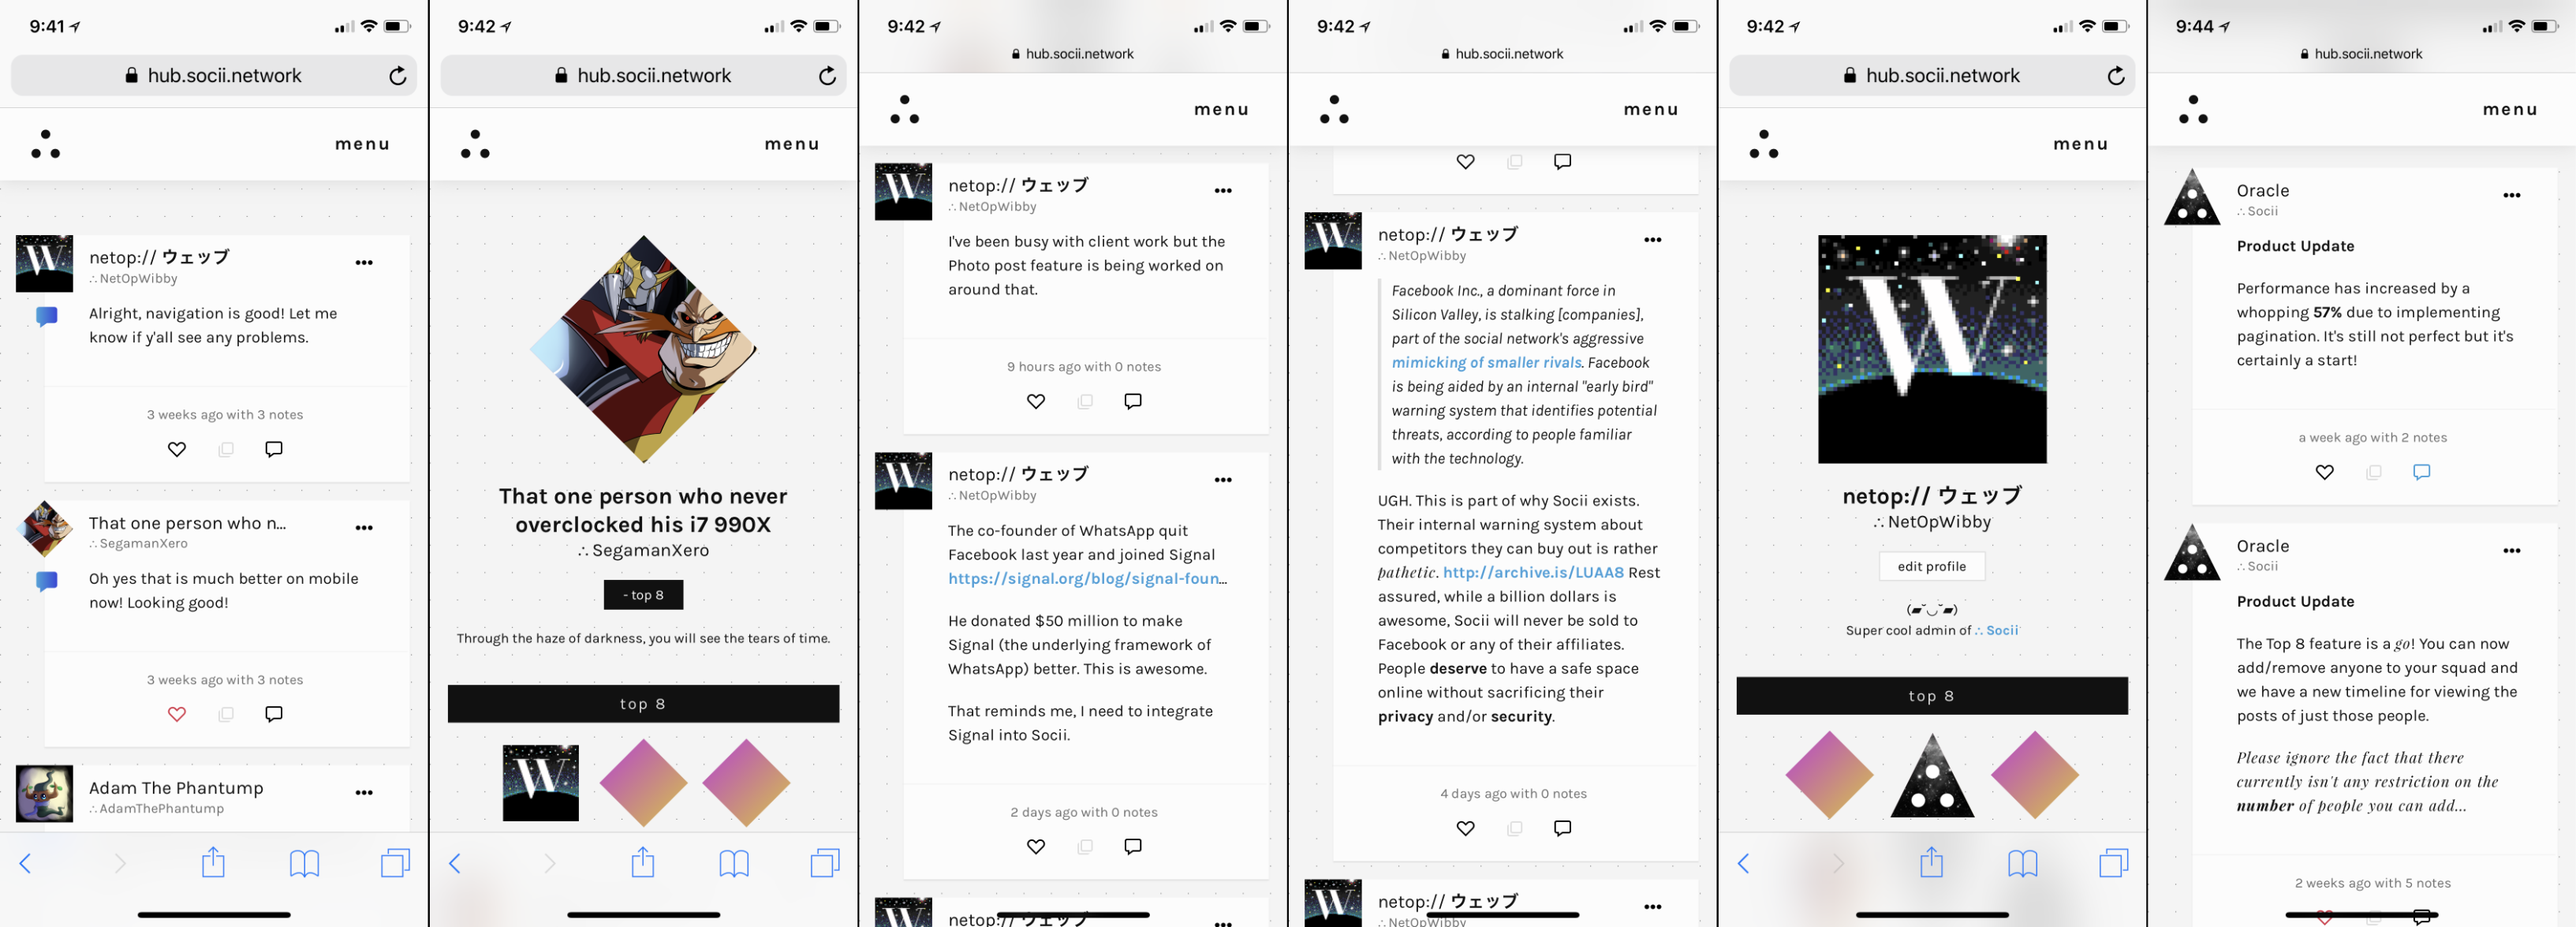 9:41
hub.socii.network
menu
netop:// ウェッブ
∴ NetOpWibby
Alright, navigation is good! Let me
know if y'all see any problems.
3 weeks ago with 3 notes
That one person who n...
∴ SegamanXero
Oh yes that is much better on mobile
now! Looking good!
3 weeks ago with 3 notes
Adam The Phantump
∴ AdamThePhantump
9:42
hub.socii.network
menu
That one person who never
overclocked his i7 990X
∴ SegamanXero
- top 8
Through the haze of darkness, you will see the tears of time.
top 8
W
9:42
hub.socii.network
menu
netop:// ウェッブ
∴ NetOpWibby
I've been busy with client work but the
Photo post feature is being worked on
around that.
9 hours ago with 0 notes
netop:// ウェッブ
∴ NetOpWibby
The co-founder of WhatsApp quit
Facebook last year and joined Signal
https://signal.org/blog/signal-foun...
He donated $50 million to make
Signal (the underlying framework of
WhatsApp) better. This is awesome.
That reminds me, I need to integrate
Signal into Socii.
2 days ago with 0 notes
netop:// ウェッブ
9:42
hub.socii.network
menu
netop:// ウェッブ
∴ NetOpWibby
Facebook Inc., a dominant force in
Silicon Valley, is stalking [companies],
part of the social network's aggressive
mimicking of smaller rivals. Facebook
is being aided by an internal "early bird"
warning system that identifies potential
threats, according to people familiar
with the technology.
UGH. This is part of why Socii exists.
Their internal warning system about
competitors they can buy out is rather
pathetic. http://archive.is/LUAA8 Rest
assured, while a billion dollars is
awesome, Socii will never be sold to
Facebook or any of their affiliates.
People deserve to have a safe space
online without sacrificing their
privacy and/or security.
4 days ago with 0 notes
netop:// ウェッブ
∴ NetOpWibby
9:42
hub.socii.network
menu
W
netop:// ウェッブ
∴ NetOpWibby
edit profile
(▰˘◡˘▰)
Super cool admin of ∴ Socii
top 8
9:44
hub.socii.network
menu
Oracle
∴ Socii
Product Update
Performance has increased by a
whopping 57% due to implementing
pagination. It's still not perfect but it's
certainly a start!
a week ago with 2 notes
Oracle
∴ Socii
Product Update
The Top 8 feature is a go! You can now
add/remove anyone to your squad and
we have a new timeline for viewing the
posts of just those people.
Please ignore the fact that there
currently isn't any restriction on the
number of people you can add...
2 weeks ago with 5 notes